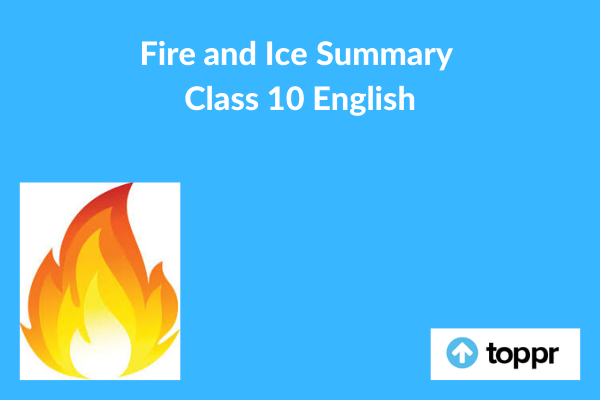 Fire and Ice Summary
Class 10 English
toppr